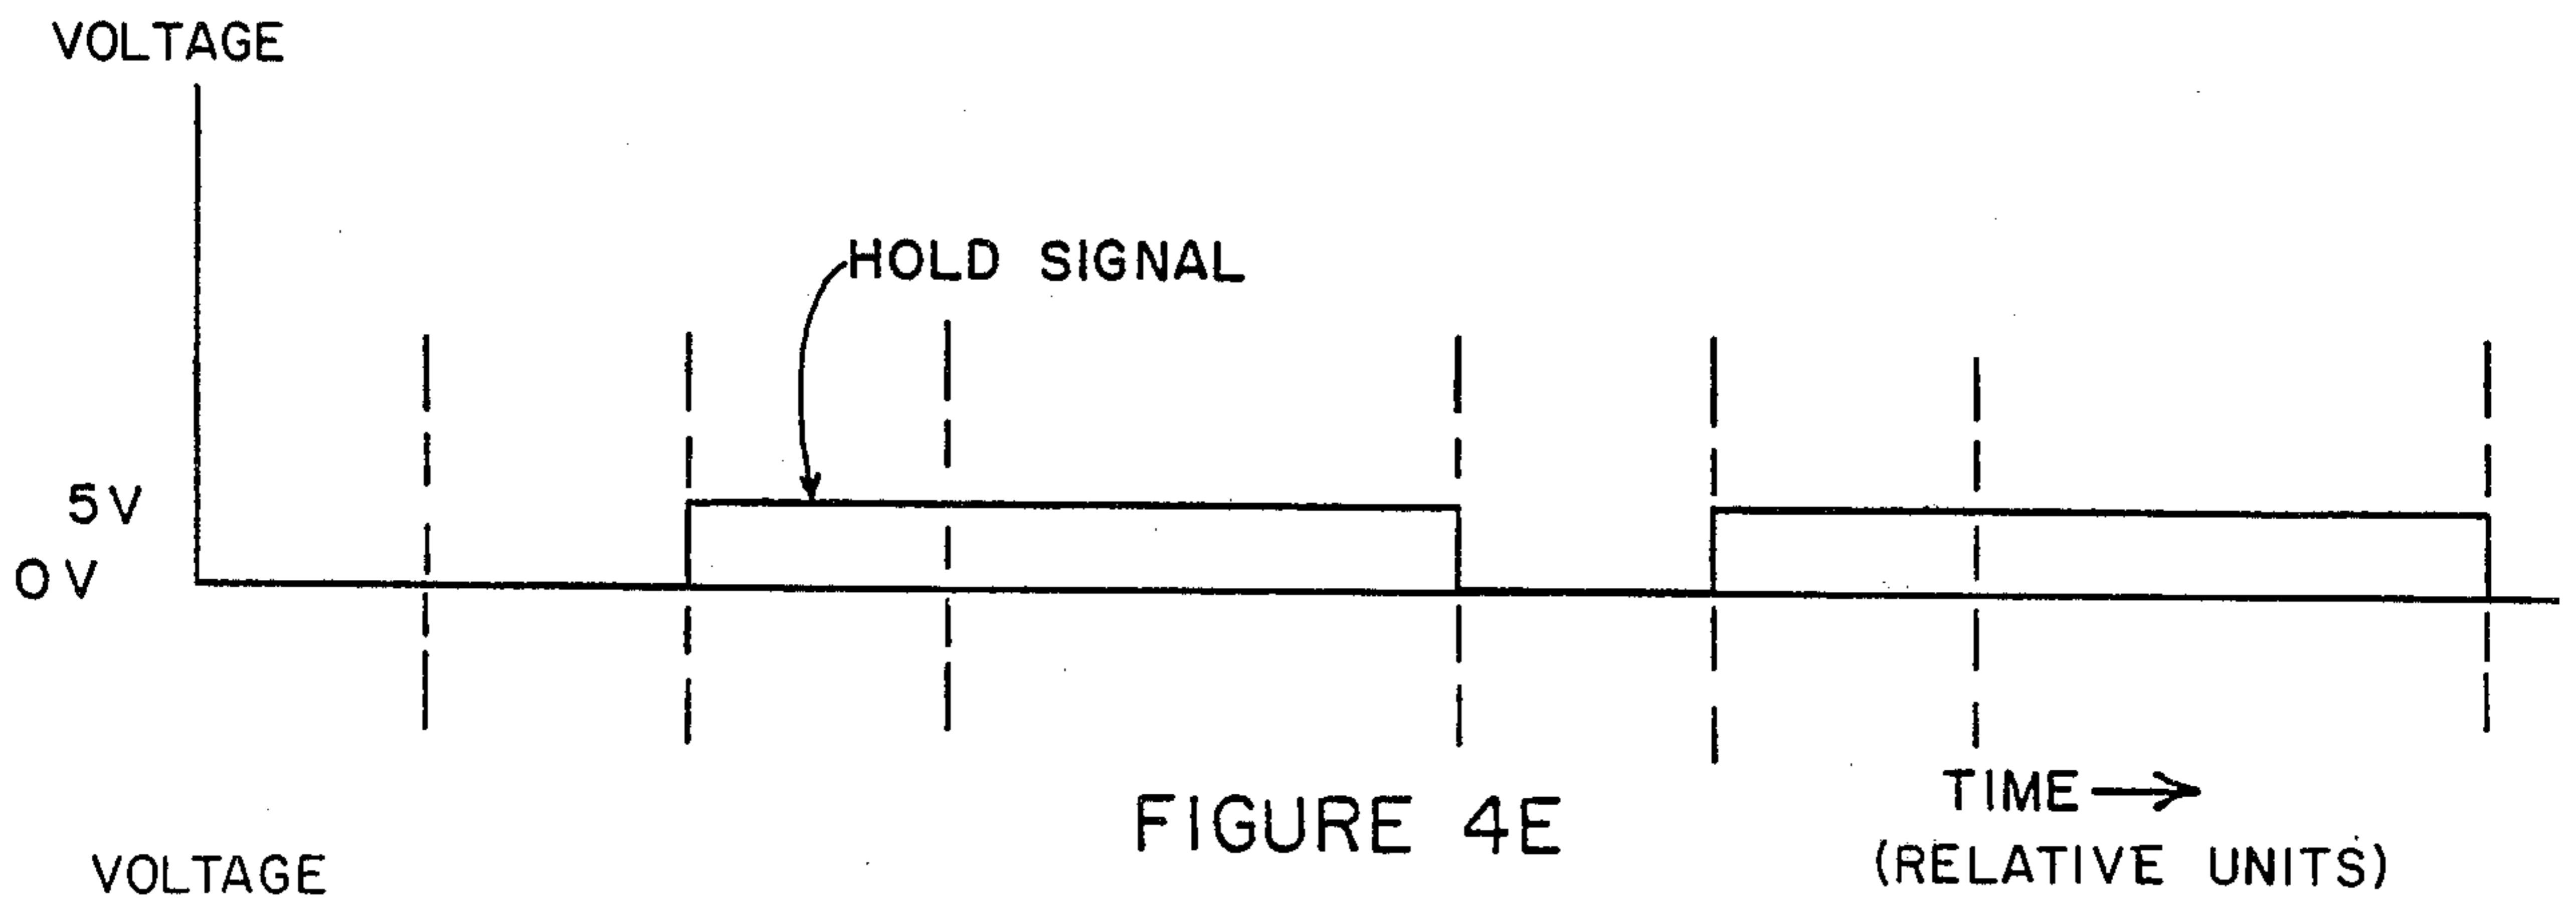 VOLTAGE
HOLD SIGNAL
5V
0V
TIME →
FIGURE 4E
(RELATIVE UNITS)
VOLTAGE